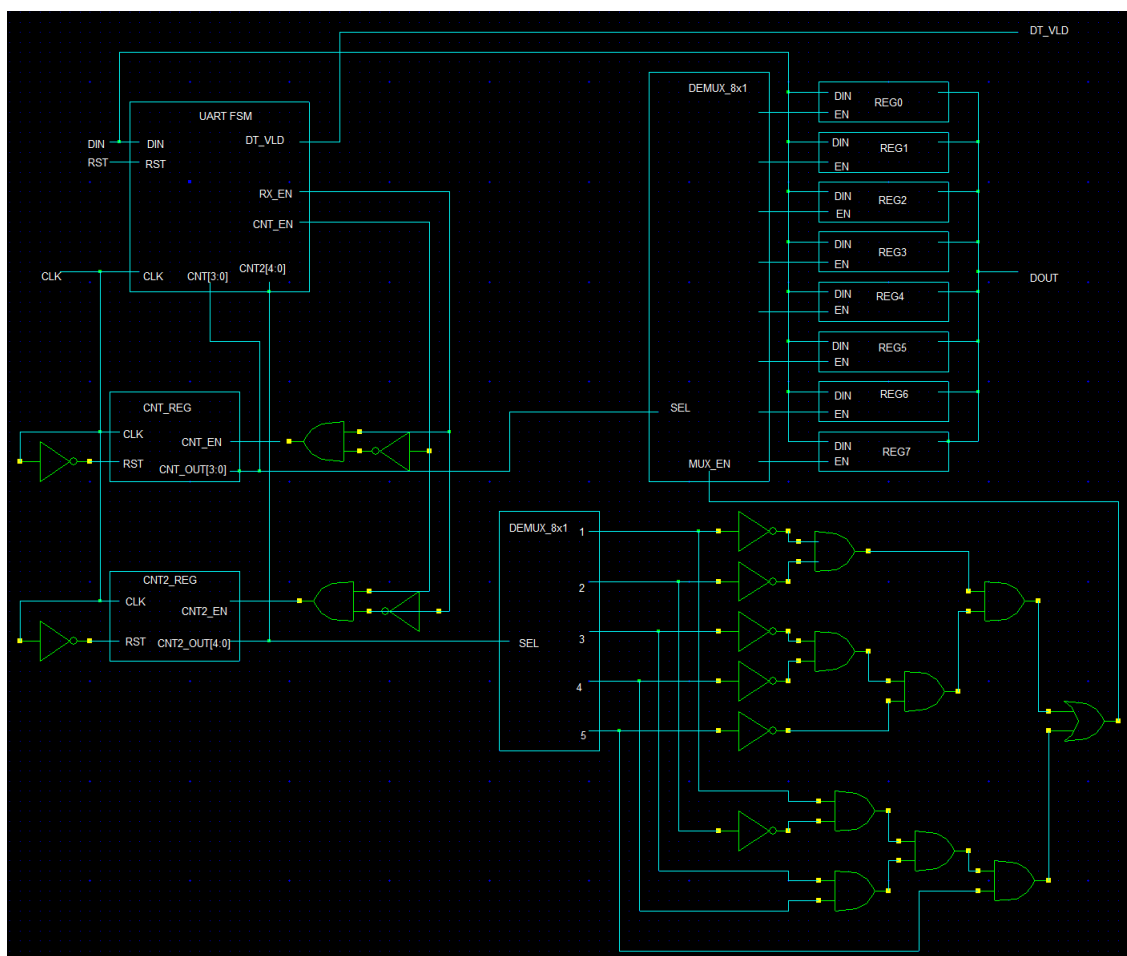 DT_VLD
DEMUX_8x1
DIN
REG0
EN
UART FSM
DIN
DIN
DT_VLD
DIN
REG1
RST
RST
EN
RX_EN
DIN
REG2
EN
CNT_EN
DIN
REG3
EN
CLK
CLK
CNT[3:0]
CNT2[4:0]
DOUT
DIN
REG4
EN
DIN
REG5
EN
DIN
REG6
EN
CNT_REG
SEL
CLK
CNT_EN
DIN
REG7
EN
RST
CNT_OUT[3:0]
MUX_EN
DEMUX_8x1
1
CNT2_REG
2
CLK
CNT2_EN
RST
CNT2_OUT[4:0]
SEL
3
4
5